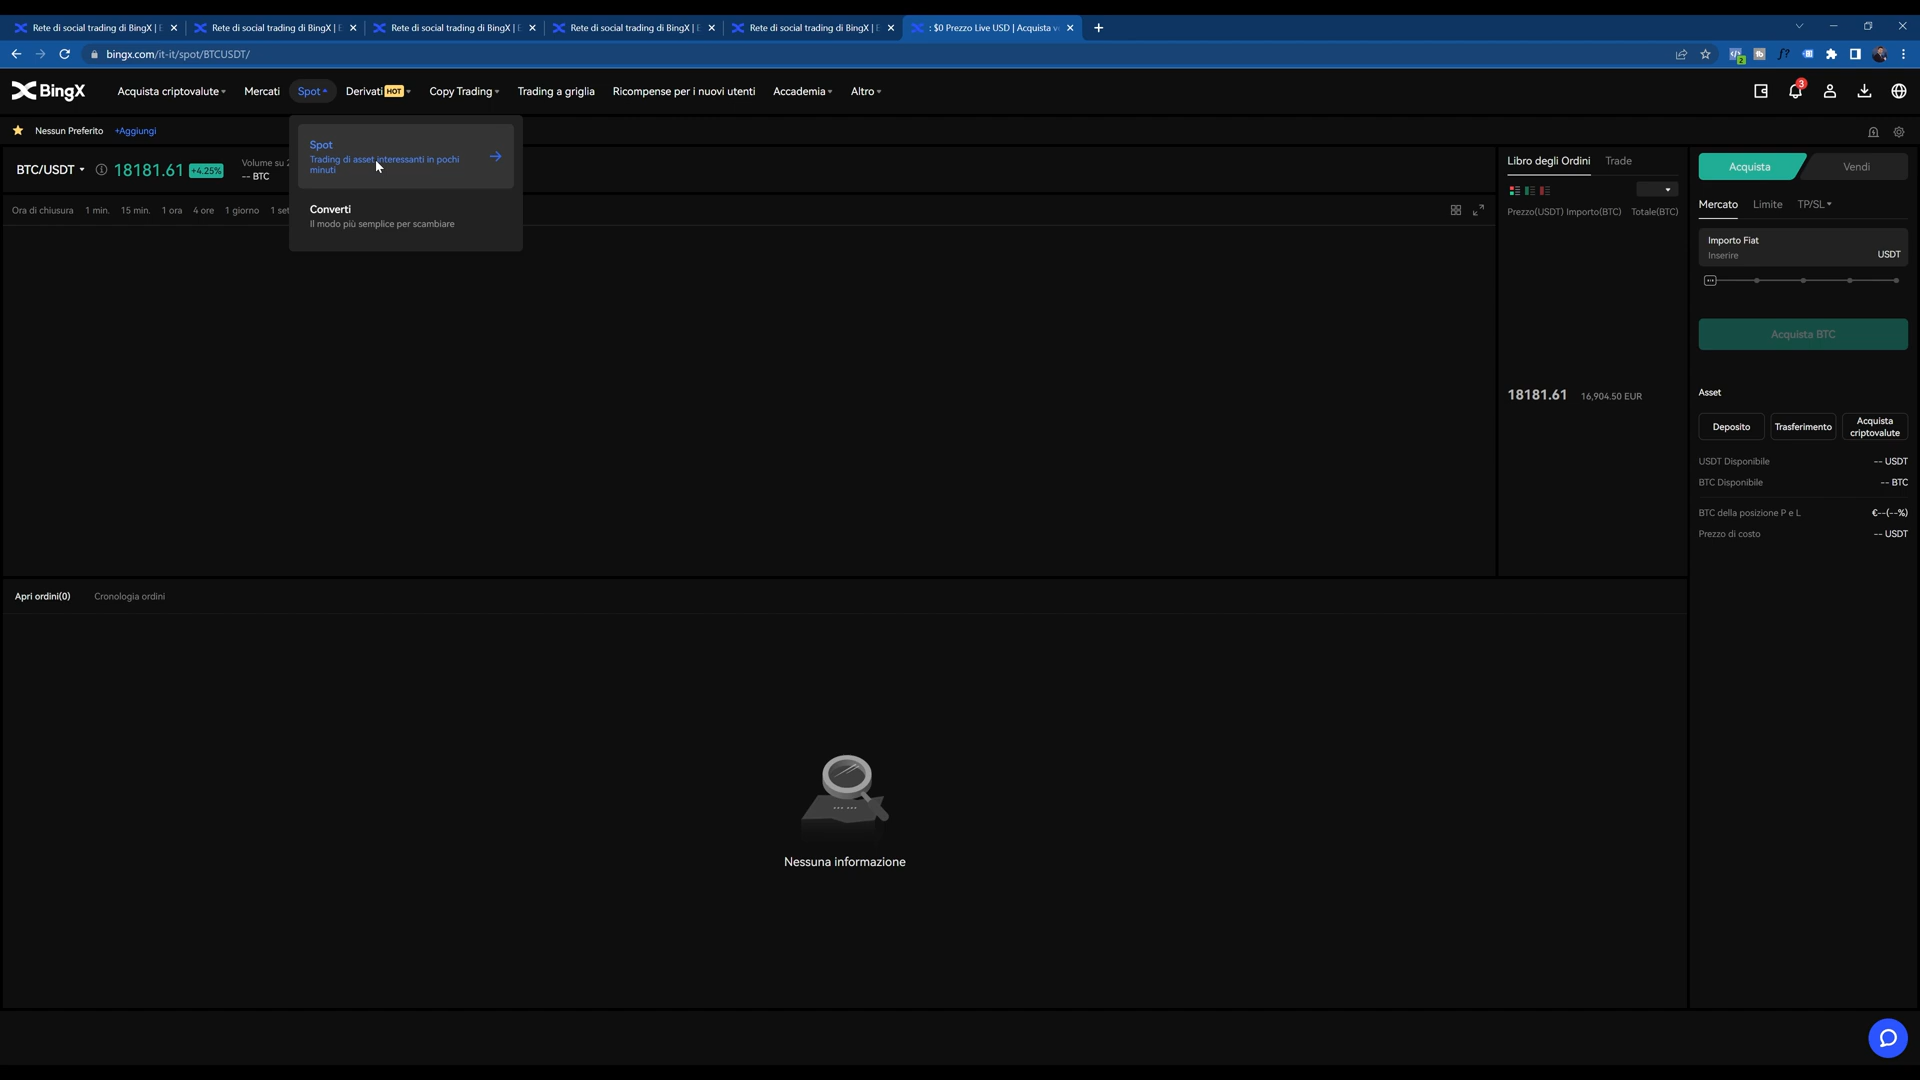 Rete di social trading di BingX | E
Rete di social trading di BingX | E
Rete di social trading di BingX | E
Rete di social trading di BingX | E
Rete di social trading di BingX | E
: $0 Prezzo Live USD | Acquista ve
bingx.com/it-it/spot/BTCUSDT/
2
BingX
Acquista criptovalute
Mercati
Spot
Derivati HOT
Copy Trading
Trading a griglia
Ricompense per i nuovi utenti
Accademia
Altro
3
Nessun Preferito
+Aggiungi
Spot
Trading di asset interessanti in pochi
minuti
Converti
Il modo più semplice per scambiare
BTC/USDT
18181.61
+4.25%
Volume su 2
-- BTC
Ora di chiusura
1 min.
15 min.
1 ora
4 ore
1 giorno
1 set
Libro degli Ordini
Trade
Prezzo(USDT)
Importo(BTC)
Totale(BTC)
18181.61
16,904.50 EUR
Acquista
Vendi
Mercato
Limite
TP/SL
Importo Fiat
Inserire
USDT
Acquista BTC
Asset
Deposito
Trasferimento
Acquista
criptovalute
USDT Disponibile
-- USDT
BTC Disponibile
-- BTC
BTC della posizione P e L
€--(--%)
Prezzo di costo
-- USDT
Apri ordini(0)
Cronologia ordini
Nessuna informazione